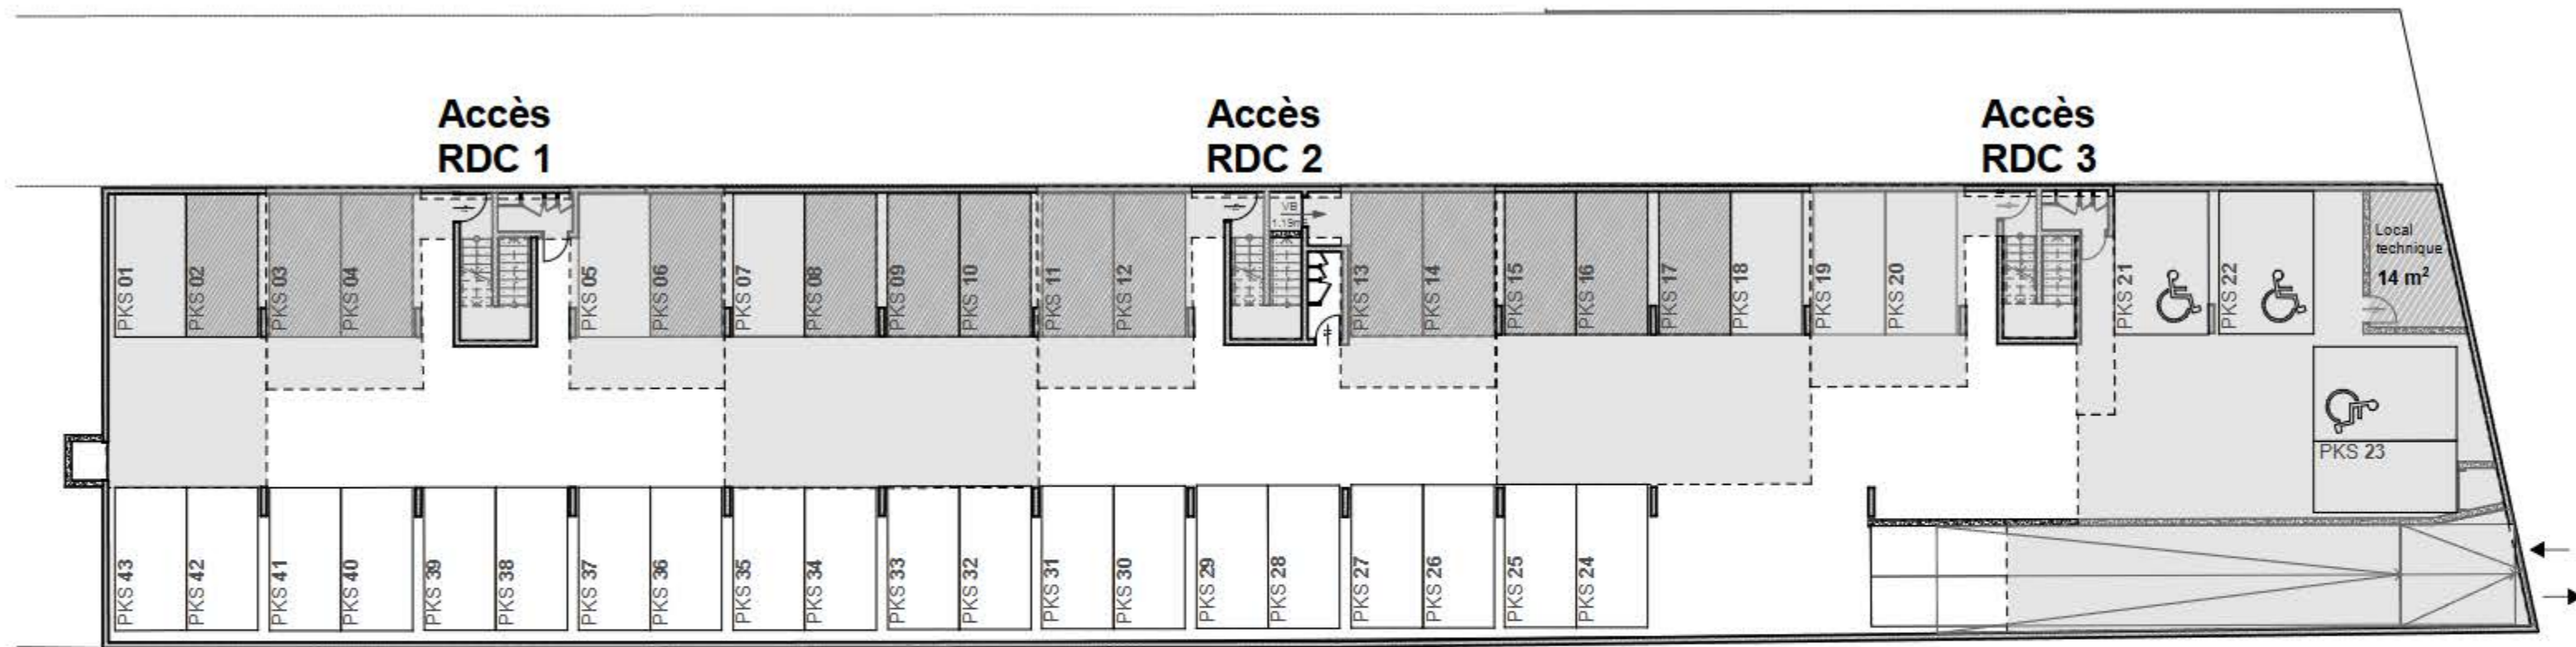 Accès
RDC 1
Accès
RDC 2
Accès
RDC 3
PKS 01
PKS 02
PKS 03
PKS 04
PKS 05
PKS 06
PKS 07
PKS 08
PKS 09
PKS 10
PKS 11
PKS 12
VB
PKS 13
PKS 14
PKS 15
PKS 16
PKS 17
PKS 18
PKS 19
PKS 20
PKS 21
PKS 22
Local
technique
14 m²
PKS 23
PKS 43
PKS 42
PKS 41
PKS 40
PKS 39
PKS 38
PKS 37
PKS 36
PKS 35
PKS 34
PKS 33
PKS 32
PKS 31
PKS 30
PKS 29
PKS 28
PKS 27
PKS 26
PKS 25
PKS 24